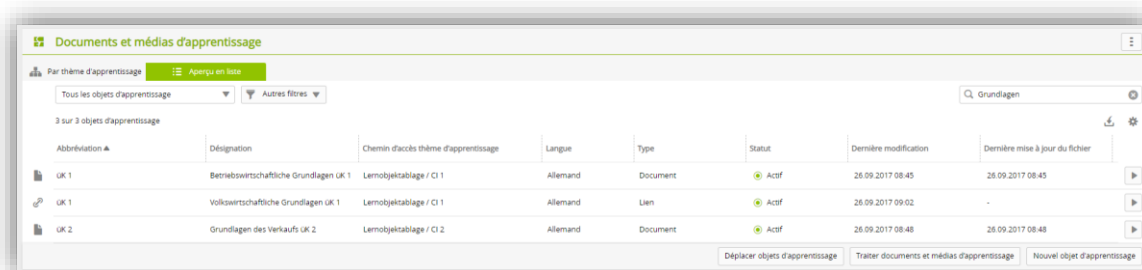 Documents et médias d'apprentissage
Par thème d'apprentissage Aperçu en liste
Tous les objets d'apprentissage Autres filtres Grundlagen
3 sur 3 objets d'apprentissage
Abbréviation Désignation Chemin d'accès thème d'apprentissage Langue Type Statut Dernière modification Dernière mise à jour du fichier
üK 1 Betriebswirtschaftliche Grundlagen üK 1 Lernobjektablage / CI 1 Allemand Document Actif 26.09.2017 08:45 26.09.2017 08:45
üK 1 Volkswirtschaftliche Grundlagen üK 1 Lernobjektablage / CI 1 Allemand Lien Actif 26.09.2017 09:02 -
üK 2 Grundlagen des Verkaufs üK 2 Lernobjektablage / CI 2 Allemand Document Actif 26.09.2017 08:48 26.09.2017 08:48
Déplacer objets d'apprentissage Traiter documents et médias d'apprentissage Nouvel objet d'apprentissage